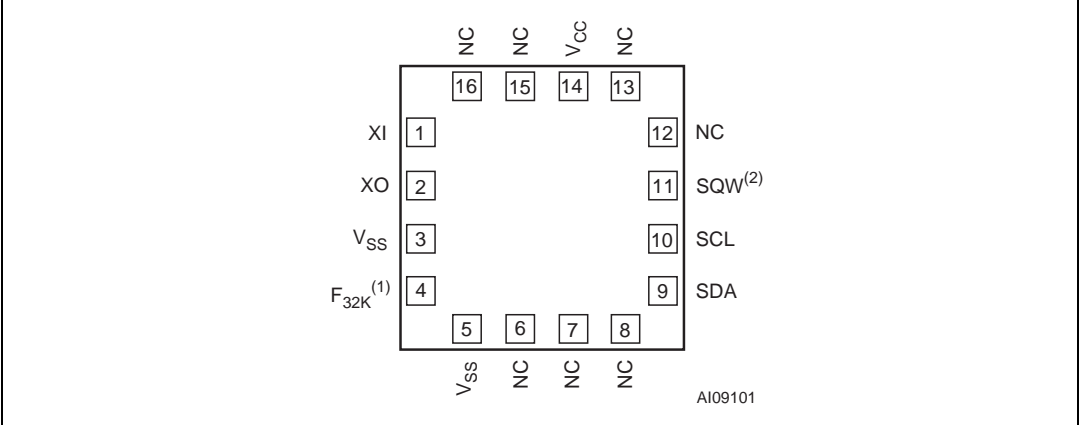 NC NC VCC NC
16 15 14 13
XI 1 12 NC
XO 2 11 SQW(2)
VSS 3 10 SCL
F32K(1) 4 9 SDA
5 6 7 8
VSS NC NC NC
AI09101